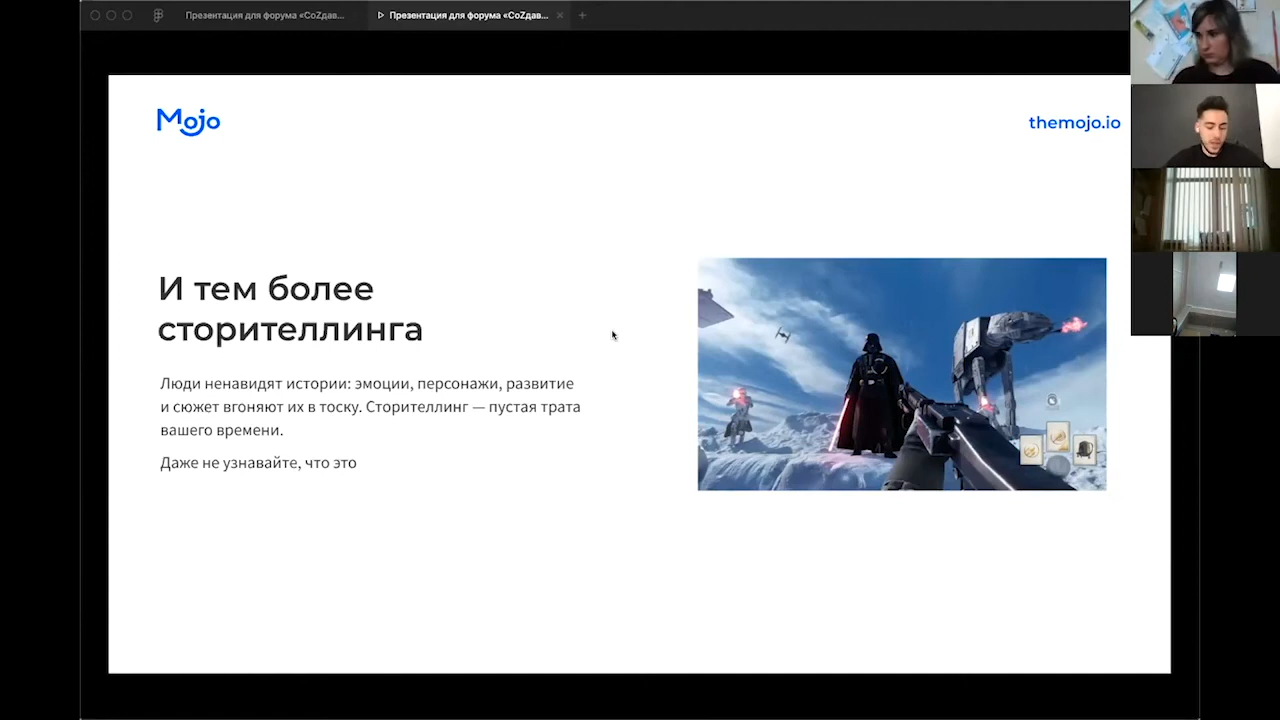 Презентация для форума «CoZдав...
Презентация для форума «CoZдав...
Mojo
themojo.io
И тем более
сторителлинга
Люди ненавидят истории: эмоции, персонажи, развитие
и сюжет вгоняют их в тоску. Сторителлинг — пустая трата
вашего времени.
Даже не узнавайте, что это